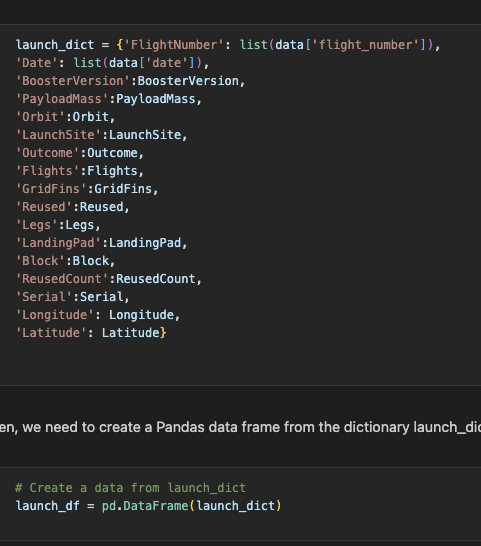 launch_dict = {'FlightNumber': list(data['flight_number']),
'Date': list(data['date']),
'BoosterVersion':BoosterVersion,
'PayloadMass':PayloadMass,
'Orbit':Orbit,
'LaunchSite':LaunchSite,
'Outcome':Outcome,
'Flights':Flights,
'GridFins':GridFins,
'Reused':Reused,
'Legs':Legs,
'LandingPad':LandingPad,
'Block':Block,
'ReusedCount':ReusedCount,
'Serial':Serial,
'Longitude': Longitude,
'Latitude': Latitude}
en, we need to create a Pandas data frame from the dictionary launch_dic
# Create a data from launch_dict
launch_df = pd.DataFrame(launch_dict)